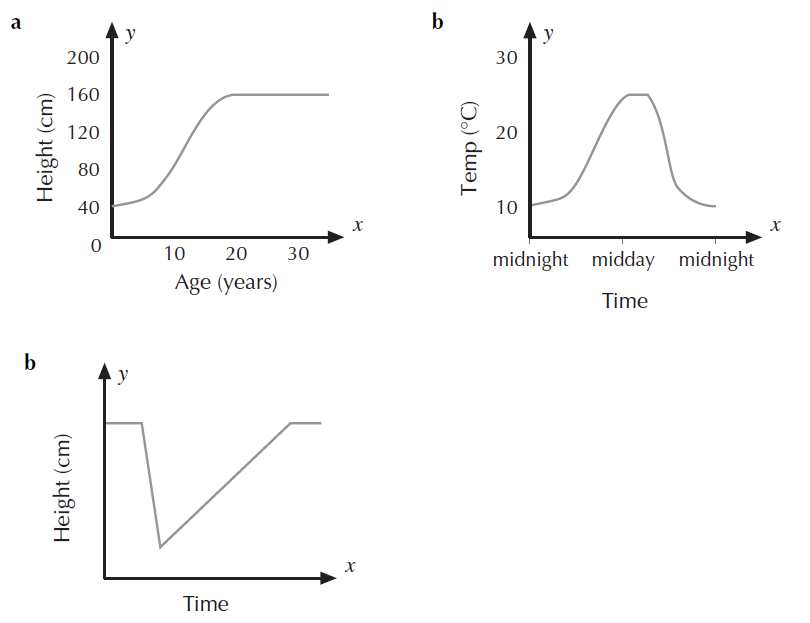 a
y
200
160
120
80
40
0
Height (cm)
10 20 30
x
Age (years)
b
y
30
20
10
Temp (°C)
x
midnight midday midnight
Time
b
y
Height (cm)
x
Time